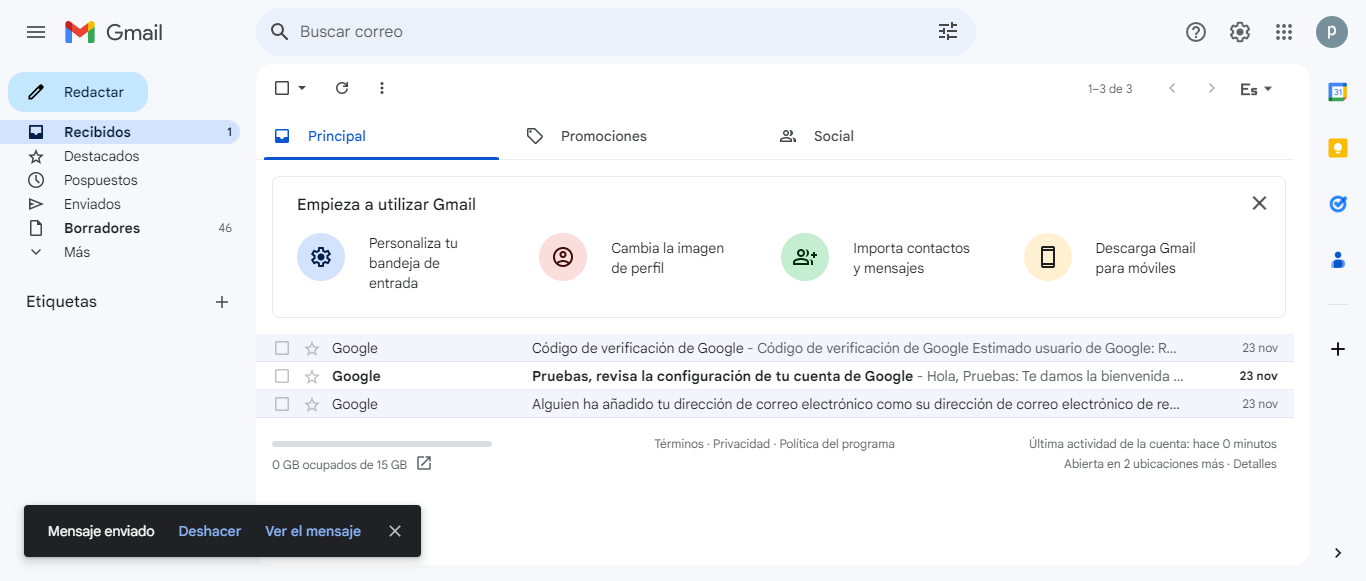 Gmail
Buscar correo
P
Redactar
1–3 de 3
Es
31
Recibidos 1
Destacados
Pospuestos
Enviados
Borradores 46
Más
Etiquetas
Principal
Promociones
Social
Empieza a utilizar Gmail
Personaliza tu
bandeja de
entrada
Cambia la imagen
de perfil
Importa contactos
y mensajes
Descarga Gmail
para móviles
Google Código de verificación de Google - Código de verificación de Google Estimado usuario de Google: R... 23 nov
Google Pruebas, revisa la configuración de tu cuenta de Google - Hola, Pruebas: Te damos la bienvenida ... 23 nov
Google Alguien ha añadido tu dirección de correo electrónico como su dirección de correo electrónico de re... 23 nov
0 GB ocupados de 15 GB
Términos · Privacidad · Política del programa
Última actividad de la cuenta: hace 0 minutos
Abierta en 2 ubicaciones más · Detalles
Mensaje enviado Deshacer Ver el mensaje